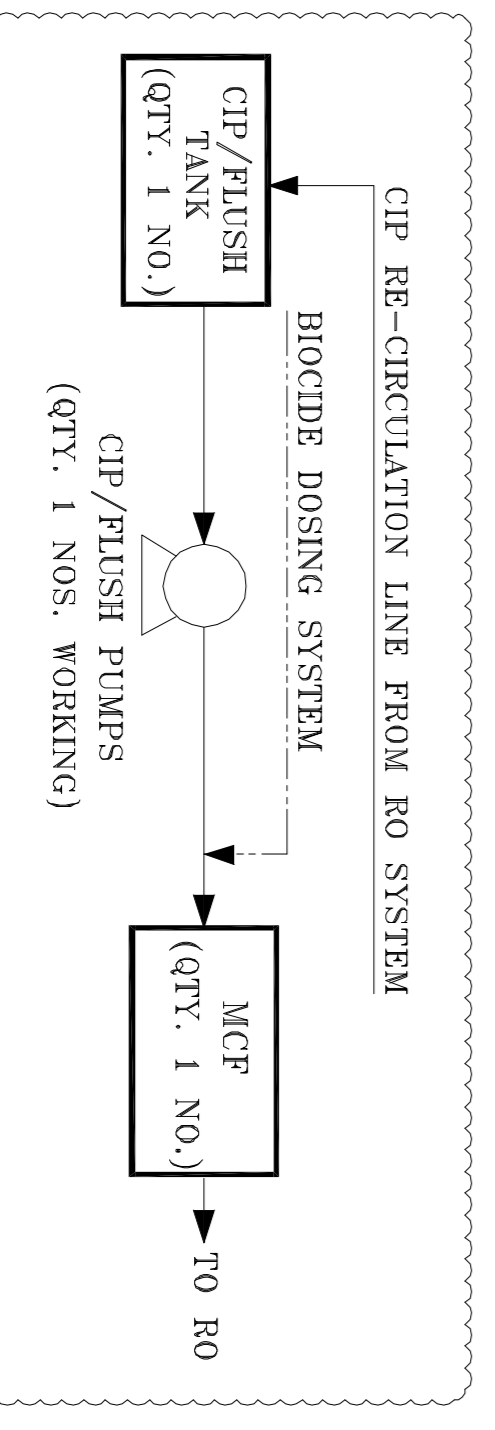 CIP RE-CIRCULATION LINE FROM RO SYSTEM
BIOCIDE DOSING SYSTEM
CIP/FLUSH
TANK
(QTY. 1 NO.)
CIP/FLUSH PUMPS
(QTY. 1 NOS. WORKING)
MCF
(QTY. 1 NO.)
TO RO